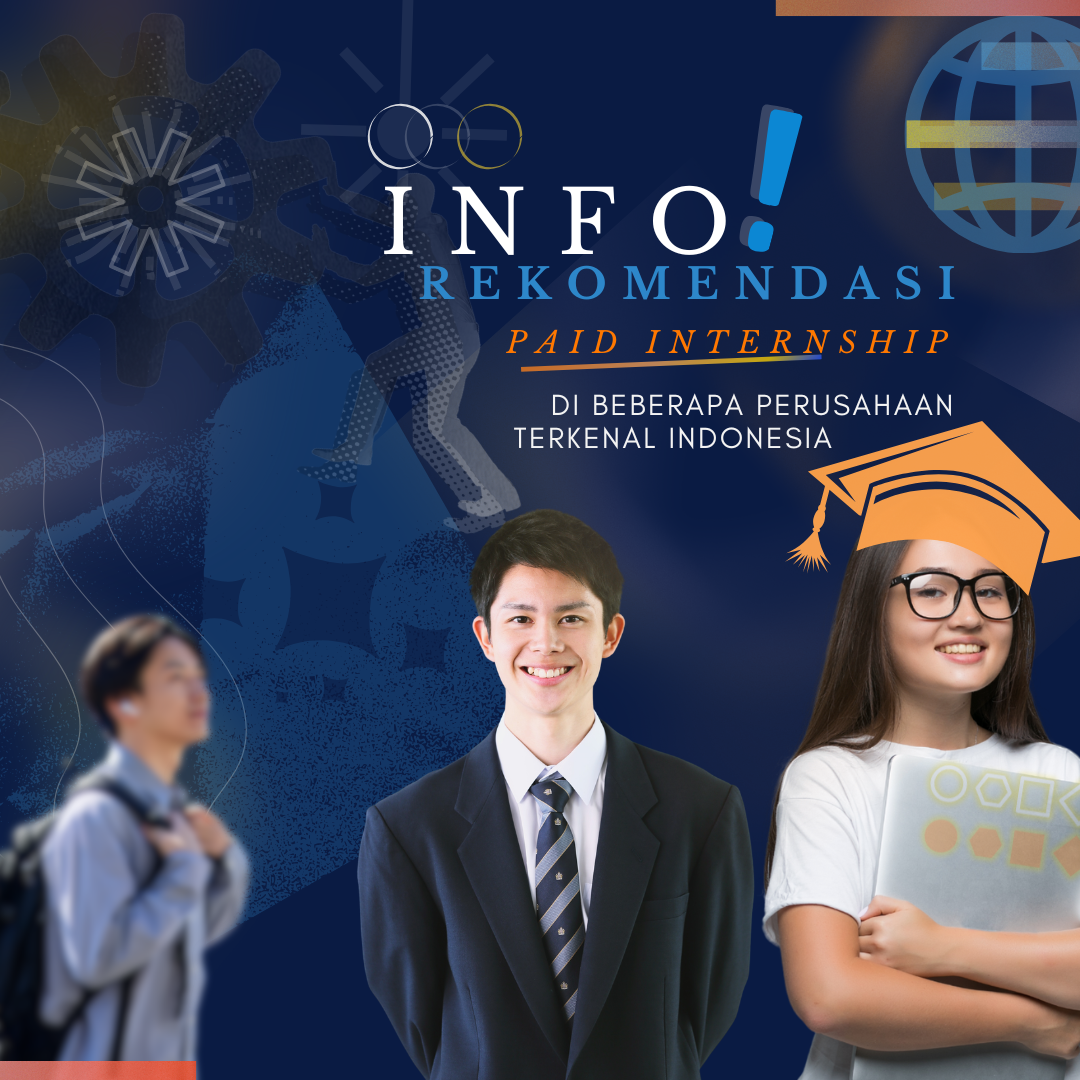 INFO!
REKOMENDASI
PAID INTERNSHIP
DI BEBERAPA PERUSAHAAN
TERKENAL INDONESIA